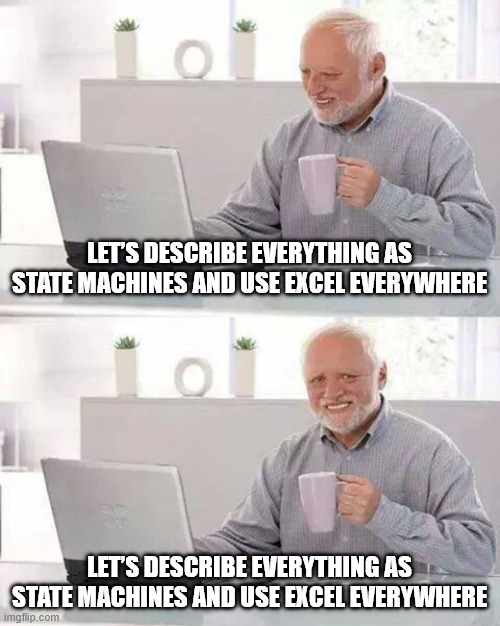 LET'S DESCRIBE EVERYTHING AS
STATE MACHINES AND USE EXCEL EVERYWHERE
LET'S DESCRIBE EVERYTHING AS
STATE MACHINES AND USE EXCEL EVERYWHERE
imgflip.com